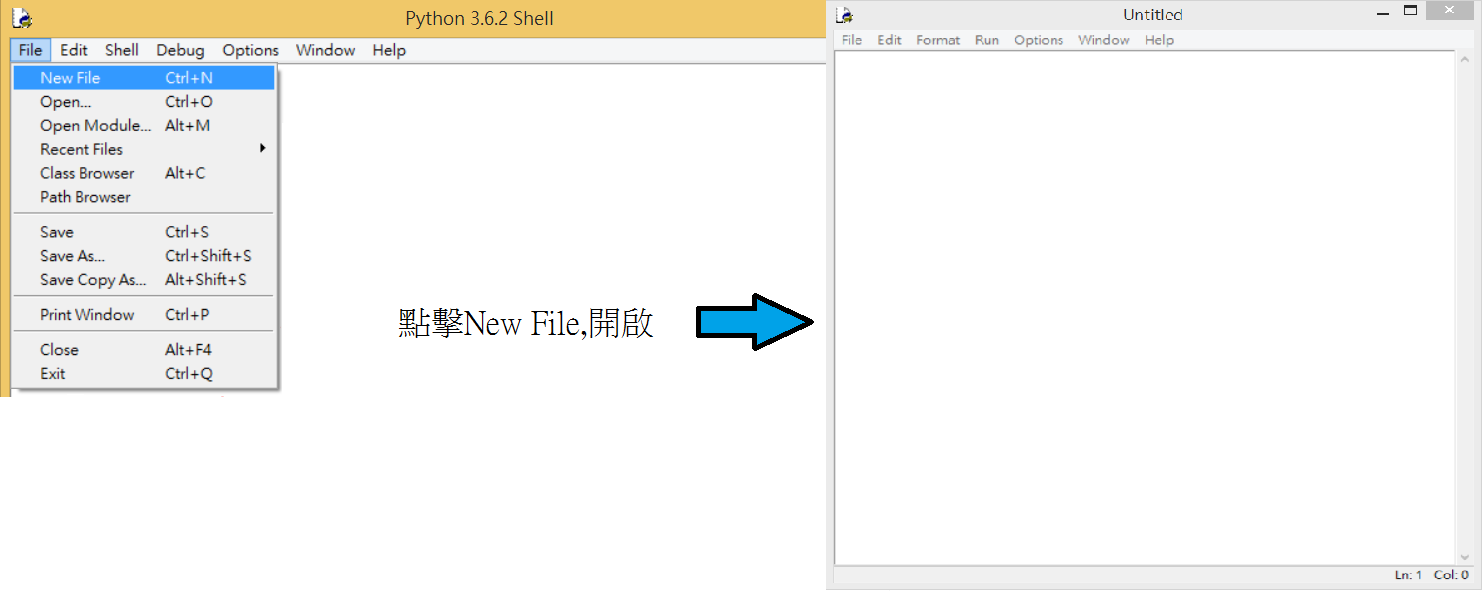 Python 3.6.2 Shell
File Edit Shell Debug Options Window Help
New File Ctrl+N
Open... Ctrl+O
Open Module... Alt+M
Recent Files
Class Browser Alt+C
Path Browser
Save Ctrl+S
Save As... Ctrl+Shift+S
Save Copy As... Alt+Shift+S
Print Window Ctrl+P
Close Alt+F4
Exit Ctrl+Q
點擊New File,開啟
Untitled
File Edit Format Run Options Window Help
Ln: 1 Col: 0